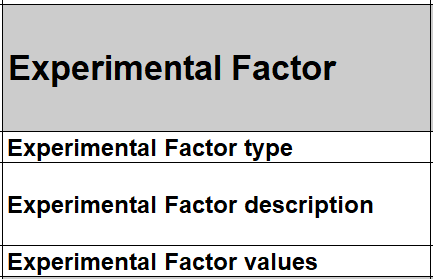 Experimental Factor
Experimental Factor type
Experimental Factor description
Experimental Factor values